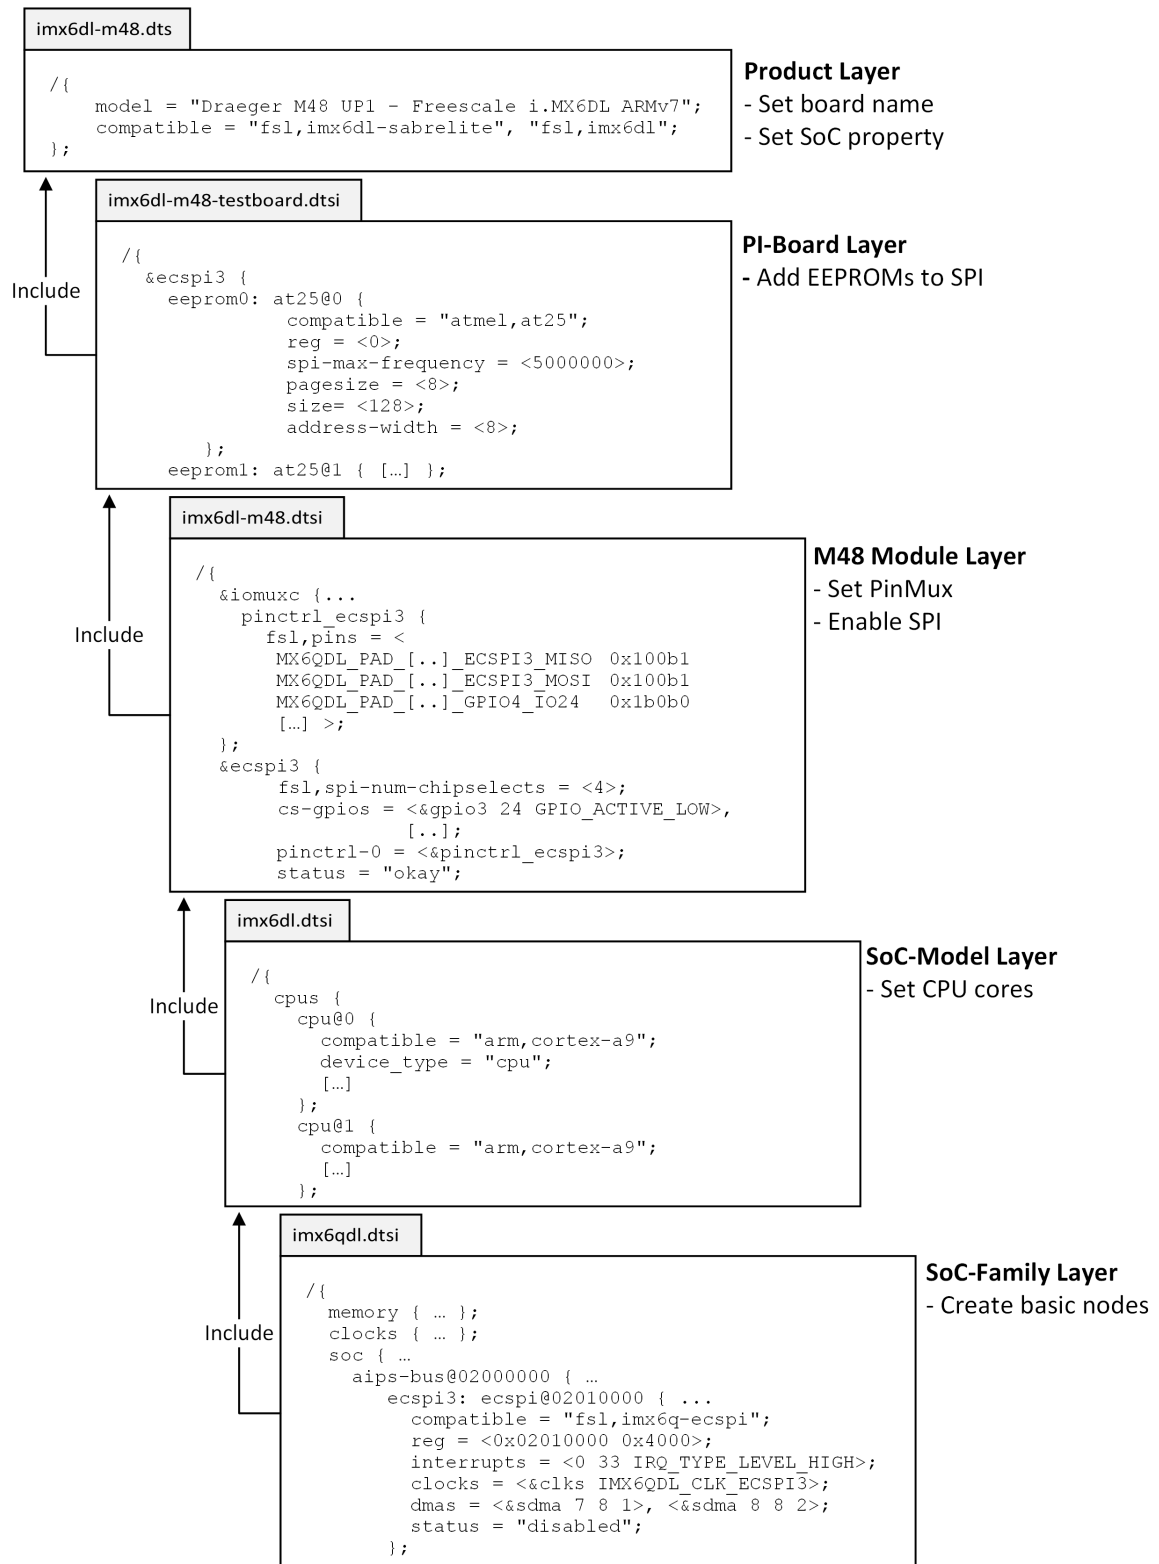 imx6dl-m48.dts
/{
model = "Draeger M48 UP1 – Freescale i.MX6DL ARMv7";
compatible = "fsl,imx6dl-sabrelite", "fsl,imx6dl";
};
Product Layer
- Set board name
- Set SoC property
Include
imx6dl-m48-testboard.dtsi
/{
&ecspi3 {
eeprom0: at25@0 {
compatible = "atmel,at25";
reg = <0>;
spi-max-frequency = <5000000>;
pagesize = <8>;
size= <128>;
address-width = <8>;
};
eeprom1: at25@1 { […] };
PI-Board Layer
- Add EEPROMs to SPI
Include
imx6dl-m48.dtsi
/{
&iomuxc {...
pinctrl_ecspi3 {
fsl,pins = <
MX6QDL_PAD_[..]_ECSPI3_MISO 0x100b1
MX6QDL_PAD_[..]_ECSPI3_MOSI 0x100b1
MX6QDL_PAD_[..]_GPIO4_IO24 0x1b0b0
[…] >;
};
&ecspi3 {
fsl,spi-num-chipselects = <4>;
cs-gpios = <&gpio3 24 GPIO_ACTIVE_LOW>,
[..];
pinctrl-0 = <&pinctrl_ecspi3>;
status = "okay";
M48 Module Layer
- Set PinMux
- Enable SPI
Include
imx6dl.dtsi
/{
cpus {
cpu@0 {
compatible = "arm,cortex-a9";
device_type = "cpu";
[…]
};
cpu@1 {
compatible = "arm,cortex-a9";
[…]
};
SoC-Model Layer
- Set CPU cores
Include
imx6qdl.dtsi
/{
memory { … };
clocks { … };
soc { …
aips-bus@02000000 { …
ecspi3: ecspi@02010000 { ...
compatible = "fsl,imx6q-ecspi";
reg = <0x02010000 0x4000>;
interrupts = <0 33 IRQ_TYPE_LEVEL_HIGH>;
clocks = <&clks IMX6QDL_CLK_ECSPI3>;
dmas = <&sdma 7 8 1>, <&sdma 8 8 2>;
status = "disabled";
};
SoC-Family Layer
- Create basic nodes